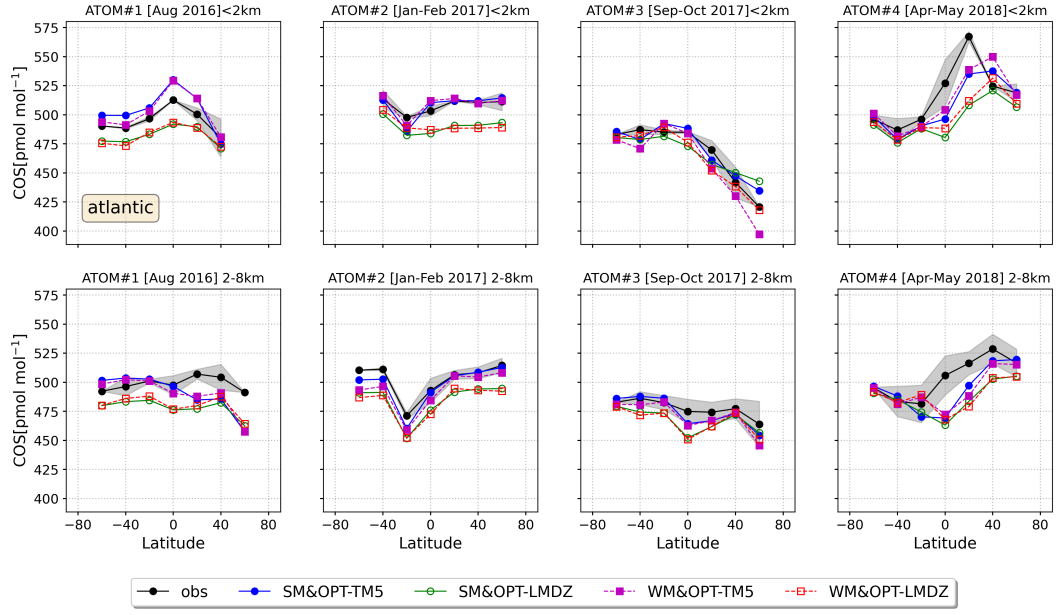 ATOM#1 [Aug 2016]<2km
ATOM#2 [Jan-Feb 2017]<2km
ATOM#3 [Sep-Oct 2017]<2km
ATOM#4 [Apr-May 2018]<2km
575
550
525
500
475
450
425
400
COS[pmol mol⁻¹]
atlantic
ATOM#1 [Aug 2016] 2-8km
ATOM#2 [Jan-Feb 2017] 2-8km
ATOM#3 [Sep-Oct 2017] 2-8km
ATOM#4 [Apr-May 2018] 2-8km
575
550
525
500
475
450
425
400
COS[pmol mol⁻¹]
−80 −40 0 40 80
−80 −40 0 40 80
−80 −40 0 40 80
−80 −40 0 40 80
Latitude
Latitude
Latitude
Latitude
obs SM&OPT-TM5 SM&OPT-LMDZ WM&OPT-TM5 WM&OPT-LMDZ